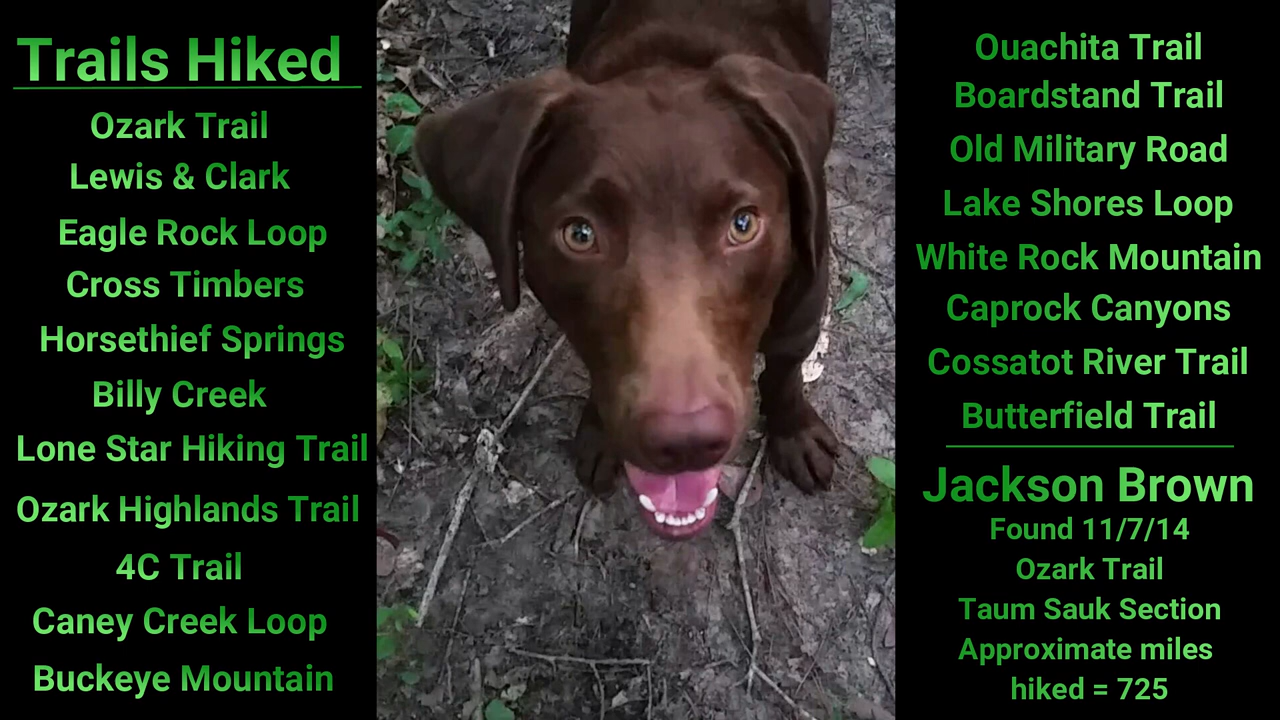 Trails Hiked
Ozark Trail
Lewis & Clark
Eagle Rock Loop
Cross Timbers
Horsethief Springs
Billy Creek
Lone Star Hiking Trail
Ozark Highlands Trail
4C Trail
Caney Creek Loop
Buckeye Mountain
Ouachita Trail
Boardstand Trail
Old Military Road
Lake Shores Loop
White Rock Mountain
Caprock Canyons
Cossatot River Trail
Butterfield Trail
Jackson Brown
Found 11/7/14
Ozark Trail
Taum Sauk Section
Approximate miles
hiked = 725